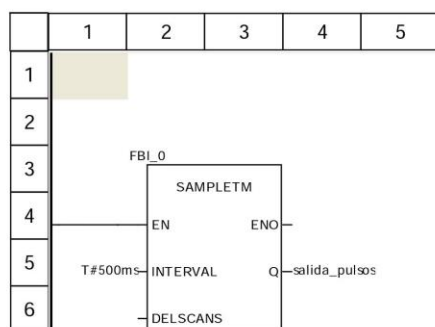 1 2 3 4 5
1
2
3
FBI_0
SAMPLETM
4
EN ENO
5
T#500ms INTERVAL Q salida_pulsos
6
DELSCANS